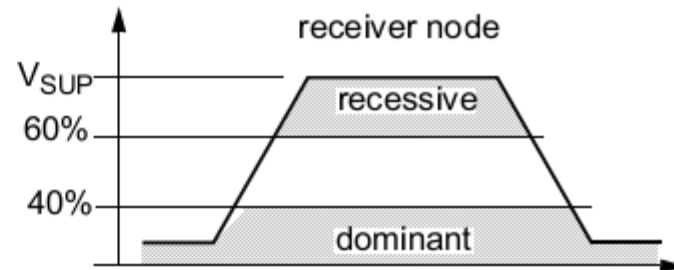 receiver node
VSUP
recessive
60%
40%
dominant